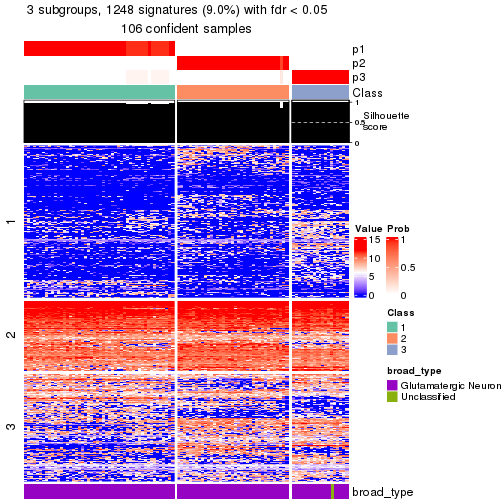 3 subgroups, 1248 signatures (9.0%) with fdr < 0.05
106 confident samples
p1
p2
p3
Class
1
0.5
0
Silhouette
score
1
2
3
Value
15
10
5
0
Prob
1
0.5
0
Class
1
2
3
broad_type
Glutamatergic Neuron
Unclassified
broad_type